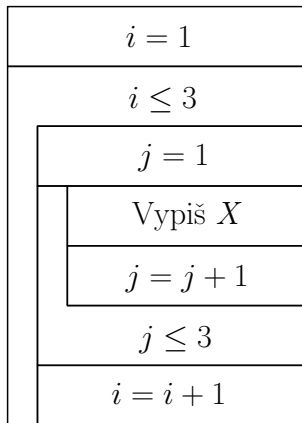 i = 1
i ≤ 3
j = 1
Vypiš X
j = j + 1
j ≤ 3
i = i + 1